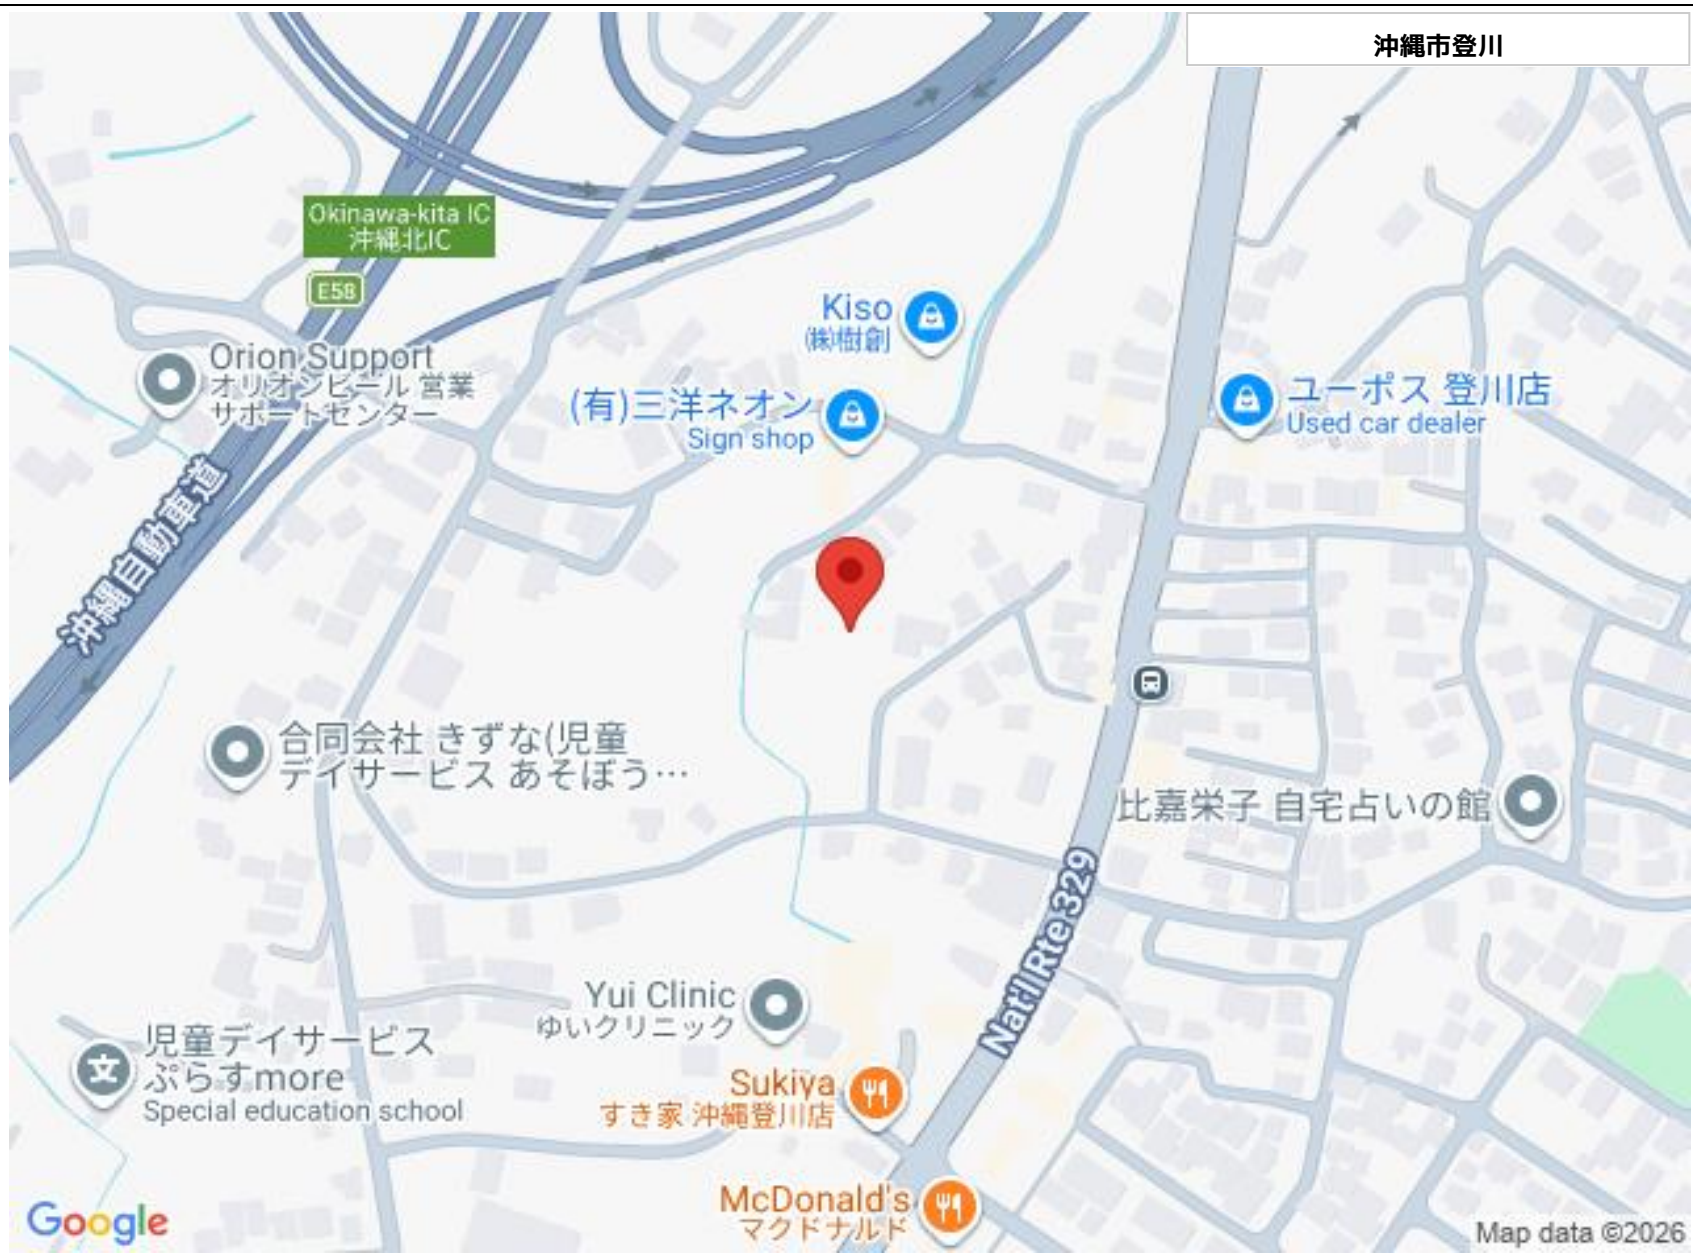 沖縄市登川
Okinawa-kita IC
沖縄北IC
E58
Kiso
㈱樹創
Orion Support
オリオンビール 営業
サポートセンター
(有)三洋ネオン
Sign shop
ユーポス 登川店
Used car dealer
沖縄自動車道
合同会社 きずな(児童
デイサービス あそぼう…
比嘉栄子 自宅占いの館
Nat'l Rte 329
Yui Clinic
ゆいクリニック
児童デイサービス
ぷらすmore
Special education school
Sukiya
すき家 沖縄登川店
McDonald's
マクドナルド
Google
Map data ©2026